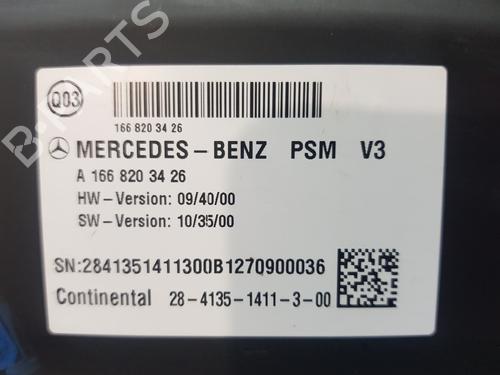 Q03
166 820 34 26
MERCEDES-BENZ PSM V3
A 166 820 34 26
HW-Version: 09/40/00
SW-Version: 10/35/00
SN:2841351411300B1270900036
Continental 28-4135-1411-3-00
B-PARTS